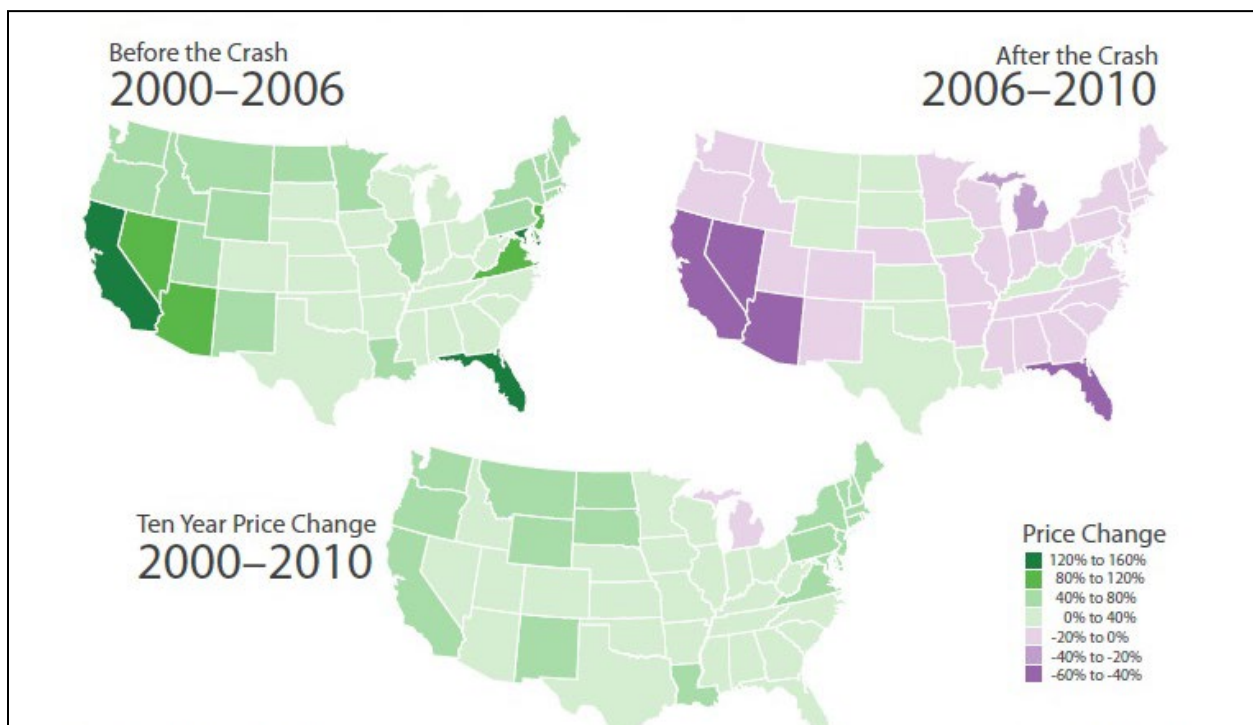 Before the Crash
2000–2006
After the Crash
2006–2010
Ten Year Price Change
2000–2010
Price Change
120% to 160%
80% to 120%
40% to 80%
0% to 40%
-20% to 0%
-40% to -20%
-60% to -40%